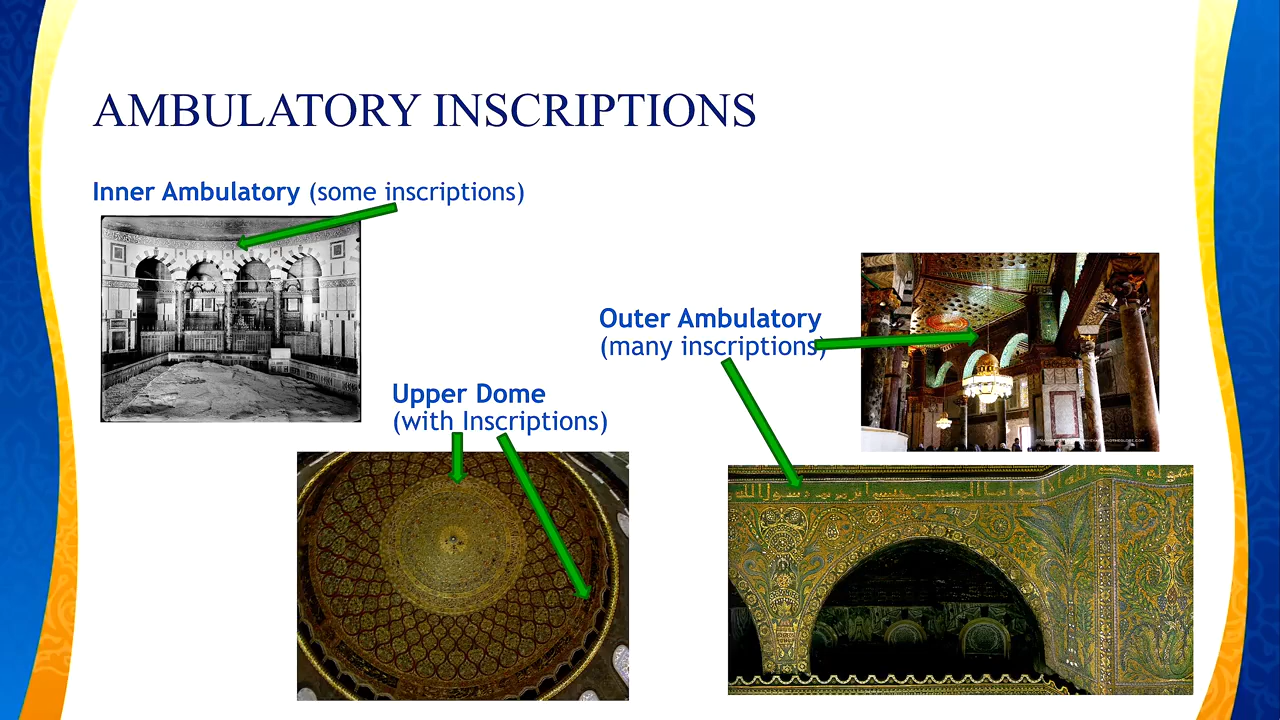 AMBULATORY INSCRIPTIONS
Inner Ambulatory (some inscriptions)
Outer Ambulatory
(many inscriptions)
Upper Dome
(with Inscriptions)